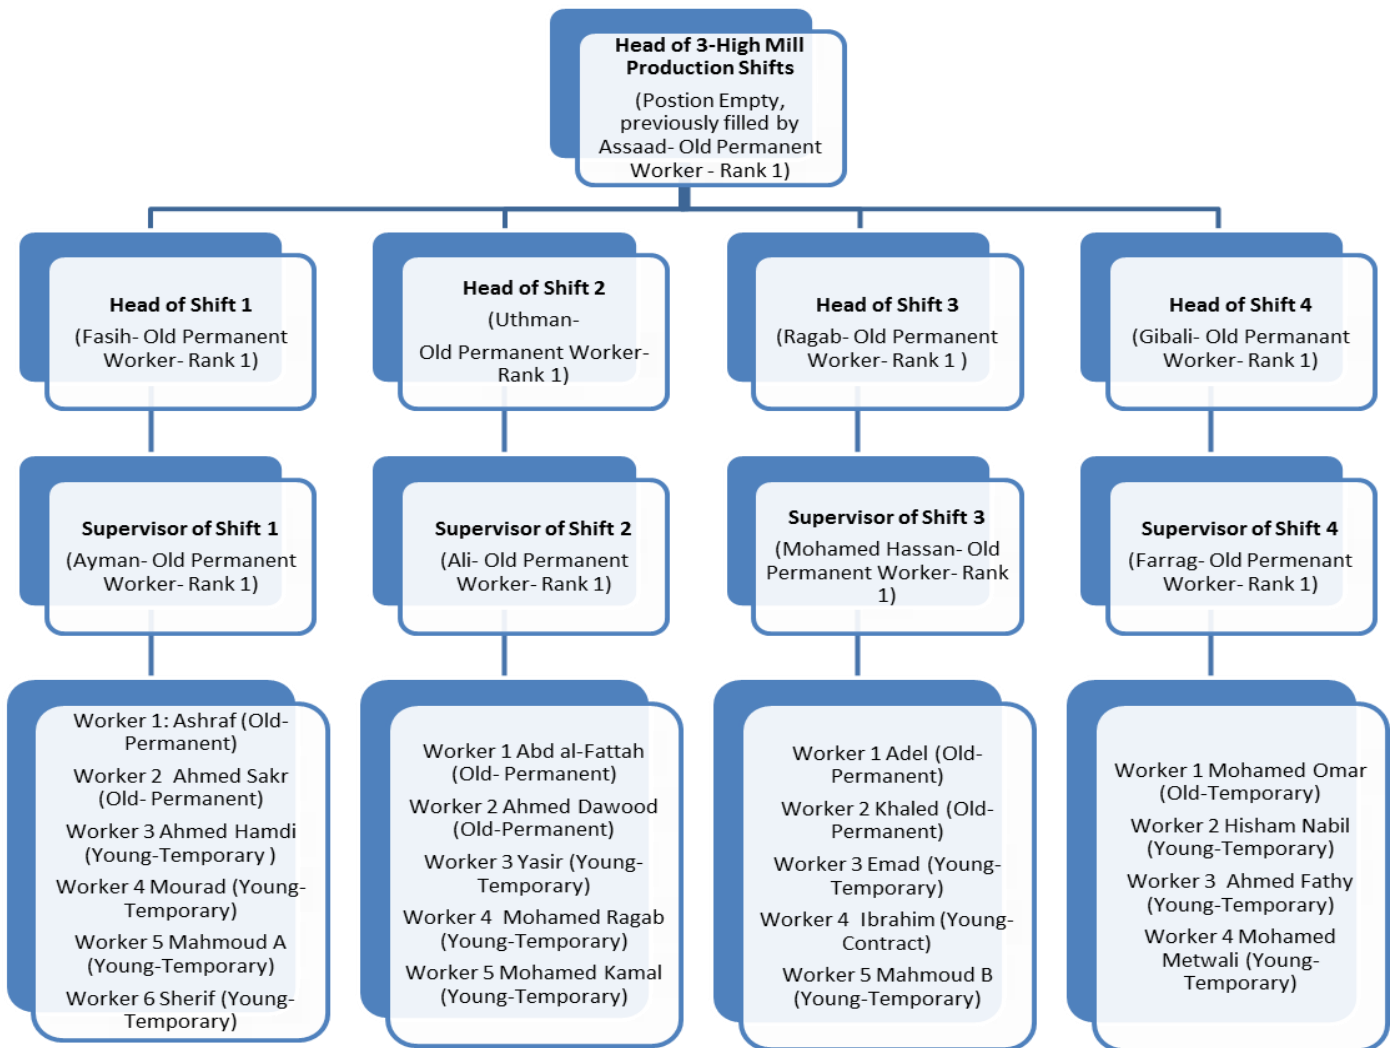 Head of 3-High Mill
Production Shifts
(Postion Empty,
previously filled by
Assaad- Old Permanent
Worker - Rank 1)
Head of Shift 1
(Fasih- Old Permanent
Worker- Rank 1)
Head of Shift 2
(Uthman-
Old Permanent Worker-
Rank 1)
Head of Shift 3
(Ragab- Old Permanent
Worker- Rank 1 )
Head of Shift 4
(Gibali- Old Permanant
Worker- Rank 1)
Supervisor of Shift 1
(Ayman- Old Permanent
Worker- Rank 1)
Supervisor of Shift 2
(Ali- Old Permanent
Worker- Rank 1)
Supervisor of Shift 3
(Mohamed Hassan- Old
Permanent Worker- Rank
1)
Supervisor of Shift 4
(Farrag- Old Permenant
Worker- Rank 1)
Worker 1: Ashraf (Old-
Permanent)
Worker 2  Ahmed Sakr
(Old- Permanent)
Worker 3 Ahmed Hamdi
(Young-Temporary )
Worker 4 Mourad (Young-
Temporary)
Worker 5 Mahmoud A
(Young-Temporary)
Worker 6 Sherif (Young-
Temporary)
Worker 1 Abd al-Fattah
(Old- Permanent)
Worker 2 Ahmed Dawood
(Old-Permanent)
Worker 3 Yasir (Young-
Temporary)
Worker 4  Mohamed Ragab
(Young-Temporary)
Worker 5 Mohamed Kamal
(Young-Temporary)
Worker 1 Adel (Old-
Permanent)
Worker 2 Khaled (Old-
Permanent)
Worker 3 Emad (Young-
Temporary)
Worker 4  Ibrahim (Young-
Contract)
Worker 5 Mahmoud B
(Young-Temporary)
Worker 1 Mohamed Omar
(Old-Temporary)
Worker 2 Hisham Nabil
(Young-Temporary)
Worker 3  Ahmed Fathy
(Young-Temporary)
Worker 4 Mohamed
Metwali (Young-
Temporary)